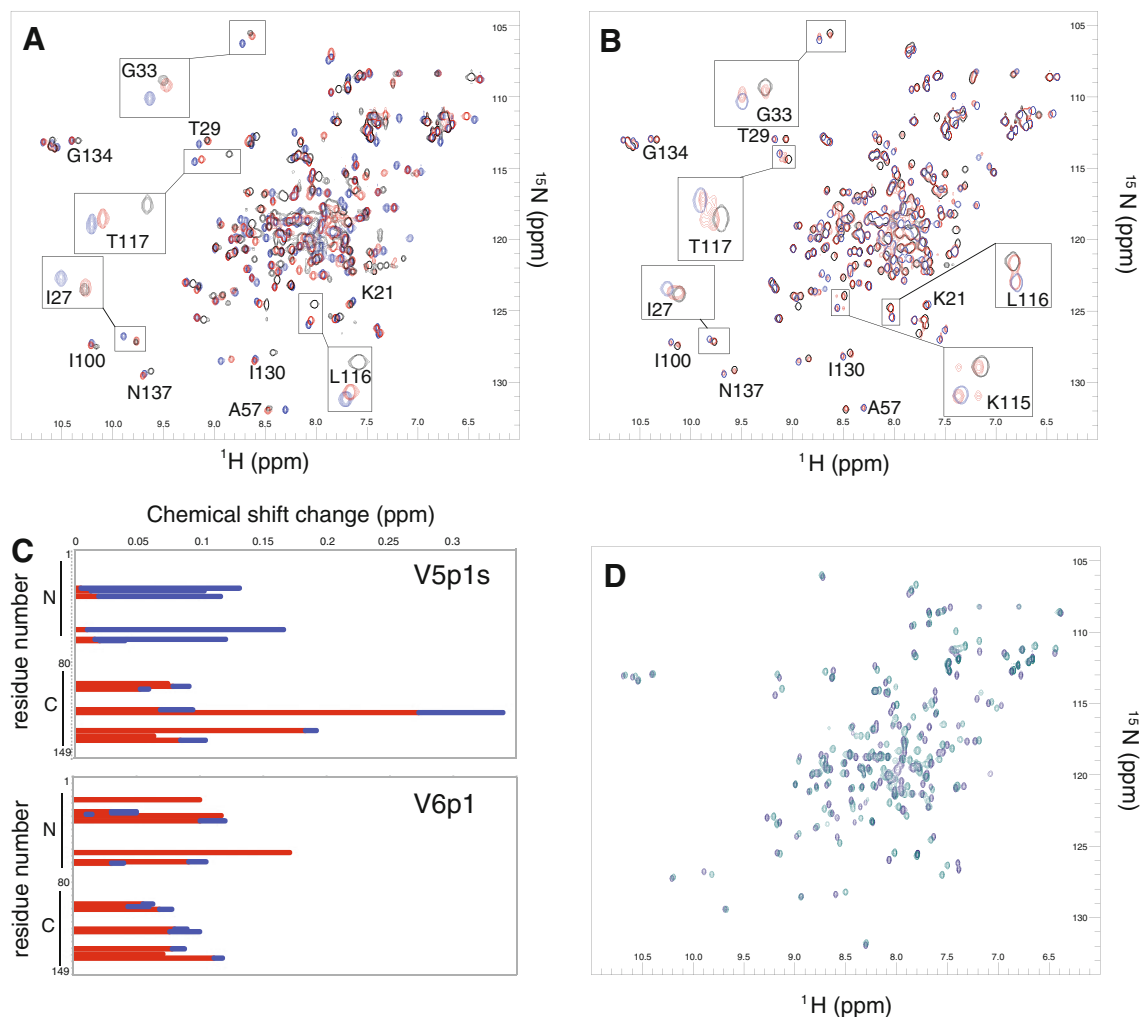 A
G33
T29
G134
T117
I27
K21
I100
I130
L116
N137
A57
105
110
115
120
125
130
10.5 10.0 9.5 9.0 8.5 8.0 7.5 7.0 6.5
¹H (ppm)
¹⁵N (ppm)
B
G33
T29
G134
T117
I27
L116
K21
I100
I130
N137
K115
A57
105
110
115
120
125
130
10.5 10.0 9.5 9.0 8.5 8.0 7.5 7.0 6.5
¹H (ppm)
¹⁵N (ppm)
C
Chemical shift change (ppm)
0 0.05 0.1 0.15 0.2 0.25 0.3
V5p1s
residue number
1
N
80
C
149
V6p1
residue number
1
N
80
C
149
D
105
110
115
120
125
130
10.5 10.0 9.5 9.0 8.5 8.0 7.5 7.0 6.5
¹H (ppm)
¹⁵N (ppm)